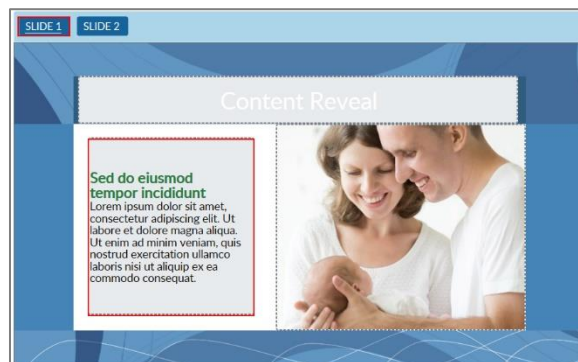 SLIDE 1
SLIDE 2
Content Reveal
Sed do eiusmod
tempor incididunt
Lorem ipsum dolor sit amet,
consectetur adipiscing elit. Ut
labore et dolore magna aliqua.
Ut enim ad minim veniam, quis
nostrud exercitation ullamco
laboris nisi ut aliquip ex ea
commodo consequat.